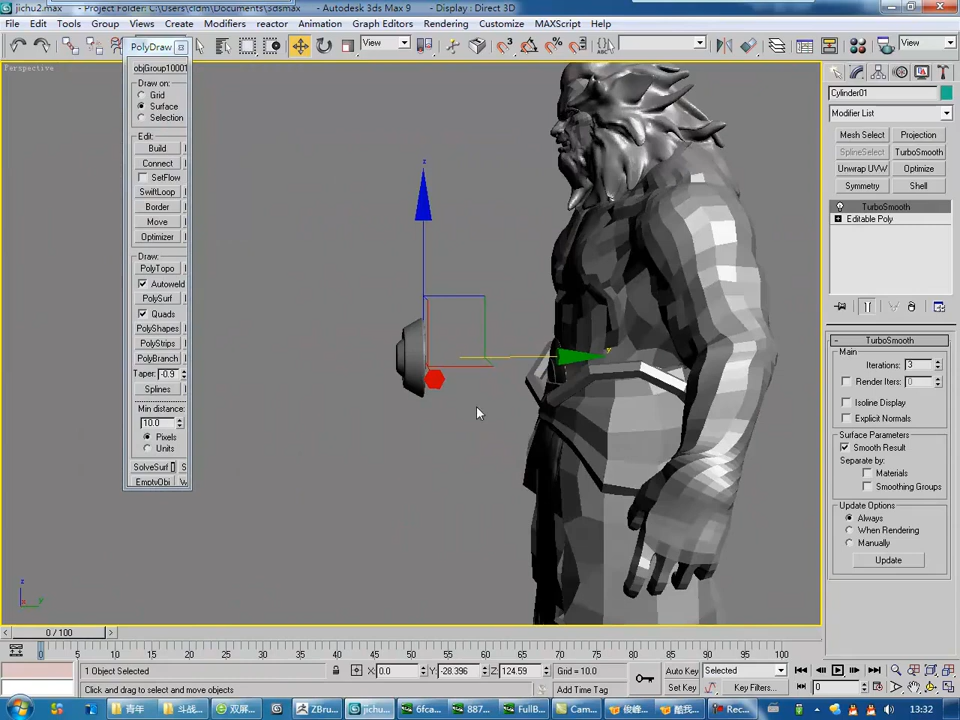 jichu2.max - Project Folder: C:\Users\cldm\Documents\3dsmax - Autodesk 3ds Max 9 - Display : Direct 3D
File Edit Tools Group Views Create Modifiers reactor Animation Graph Editors Rendering Customize MAXScript Help
View
View
Perspective
PolyDraw
objGroup10001
Draw on:
Grid
Surface
Selection
Edit:
Build
Connect
SetFlow
SwiftLoop
Border
Move
Optimizer
Draw:
PolyTopo
Autoweld
PolySurf
Quads
PolyShapes
PolyStrips
PolyBranch
Taper: -0.9
Splines
Min distance:
10.0
Pixels
Units
SolveSurf S
EmptyObj
z
y
z
x y
Cylinder01
Modifier List
Mesh Select Projection
SplineSelect TurboSmooth
Unwrap UVW Optimize
Symmetry Shell
TurboSmooth
Editable Poly
TurboSmooth
Main
Iterations: 3
Render Iters: 0
Isoline Display
Explicit Normals
Surface Parameters
Smooth Result
Separate by:
Materials
Smoothing Groups
Update Options
Always
When Rendering
Manually
Update
0 / 100
0 5 10 15 20 25 30 35 40 45 50 55 60 65 70 75 80 85 90 95 100
1 Object Selected X: 0.0 Y: -28.396 Z: 124.59 Grid = 10.0 Auto Key Selected
Click and drag to select and move objects Add Time Tag Set Key Key Filters... 0
青年 斗战... 双屏... ZBru... jichu... 6fca... 887... FullB... Cam... 俊峰... 酷我... Rec... 13:32